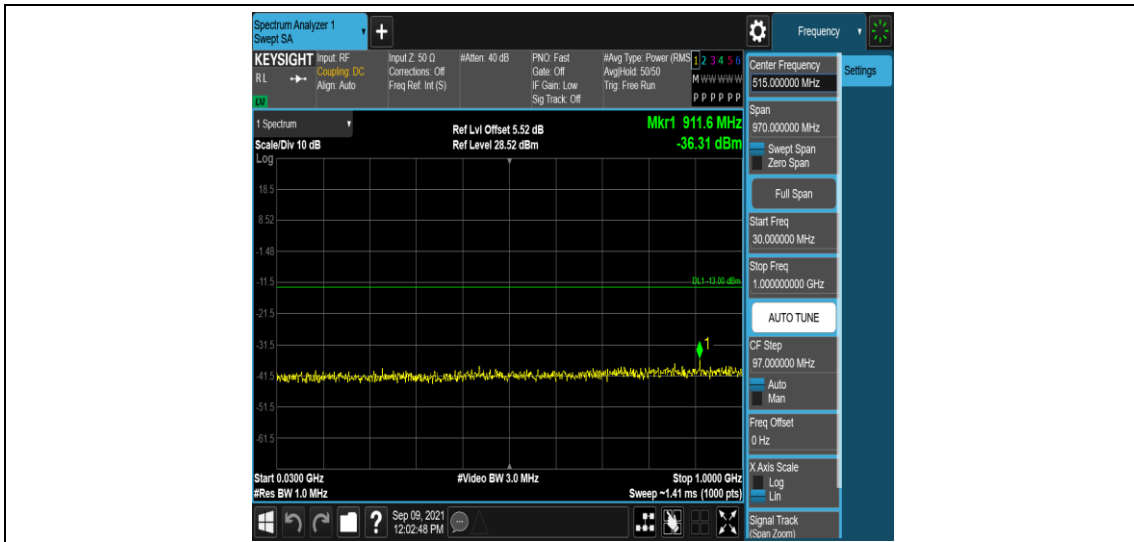 Spectrum Analyzer 1
Swept SA
+
Frequency
KEYSIGHT
RL
LXI
Input: RF
Coupling: DC
Align: Auto
Input Z: 50 Ω
Corrections: Off
Freq Ref: Int (S)
#Atten: 40 dB
PNO: Fast
Gate: Off
IF Gain: Low
Sig Track: Off
#Avg Type: Power (RMS
Avg|Hold: 50/50
Trig: Free Run
1 2 3 4 5 6
M W W W W W
P P P P P P
1 Spectrum
Scale/Div 10 dB
Ref Lvl Offset 5.52 dB
Ref Level 28.52 dBm
Mkr1 911.6 MHz
-36.31 dBm
Log
18.5
8.52
-1.48
-11.5
DL1 -13.00 dBm
-21.5
-31.5
1
-41.5
-51.5
-61.5
Start 0.0300 GHz
#Res BW 1.0 MHz
#Video BW 3.0 MHz
Stop 1.0000 GHz
Sweep ~1.41 ms (1000 pts)
?
Sep 09, 2021
12:02:48 PM
Center Frequency
515.000000 MHz
Span
970.000000 MHz
Swept Span
Zero Span
Full Span
Start Freq
30.000000 MHz
Stop Freq
1.000000000 GHz
AUTO TUNE
CF Step
97.000000 MHz
Auto
Man
Freq Offset
0 Hz
X Axis Scale
Log
Lin
Signal Track
(Span Zoom)
Settings